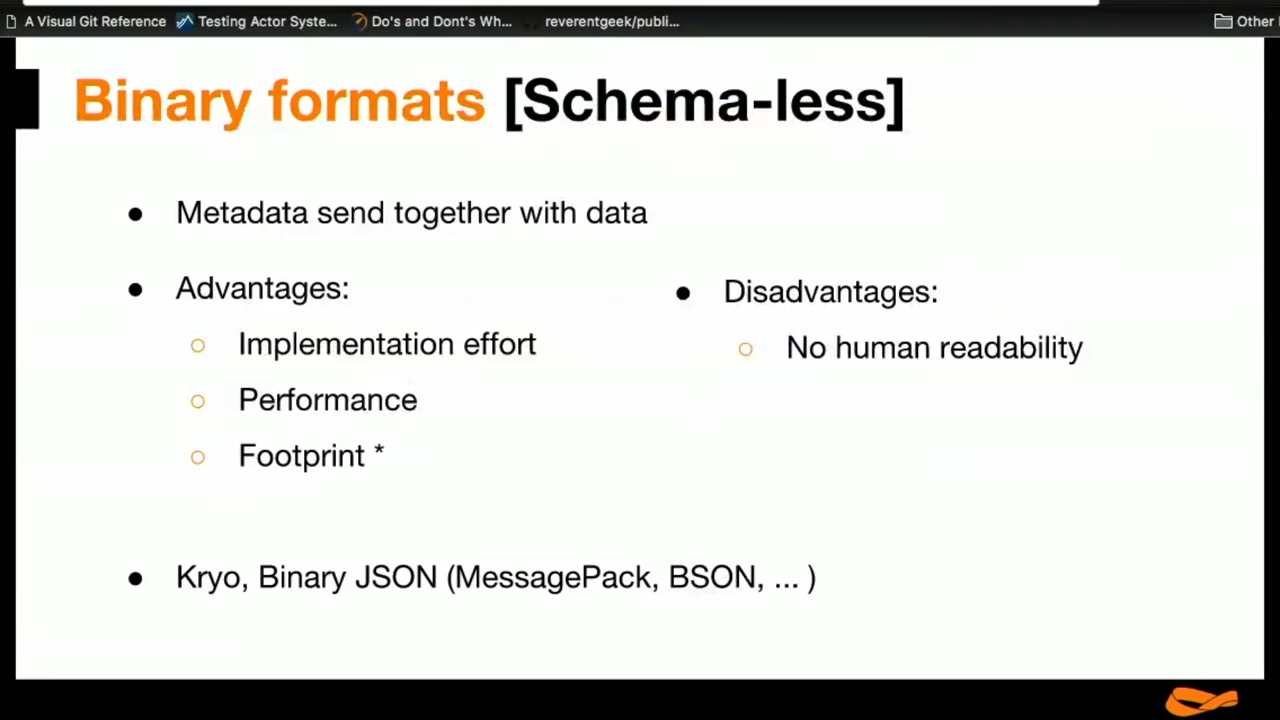 A Visual Git Reference
Testing Actor Syste...
Do's and Dont's Wh...
reverentgeek/publi...
Other
Binary formats [Schema-less]
● Metadata send together with data
● Advantages:
○ Implementation effort
○ Performance
○ Footprint *
● Disadvantages:
○ No human readability
● Kryo, Binary JSON (MessagePack, BSON, ... )